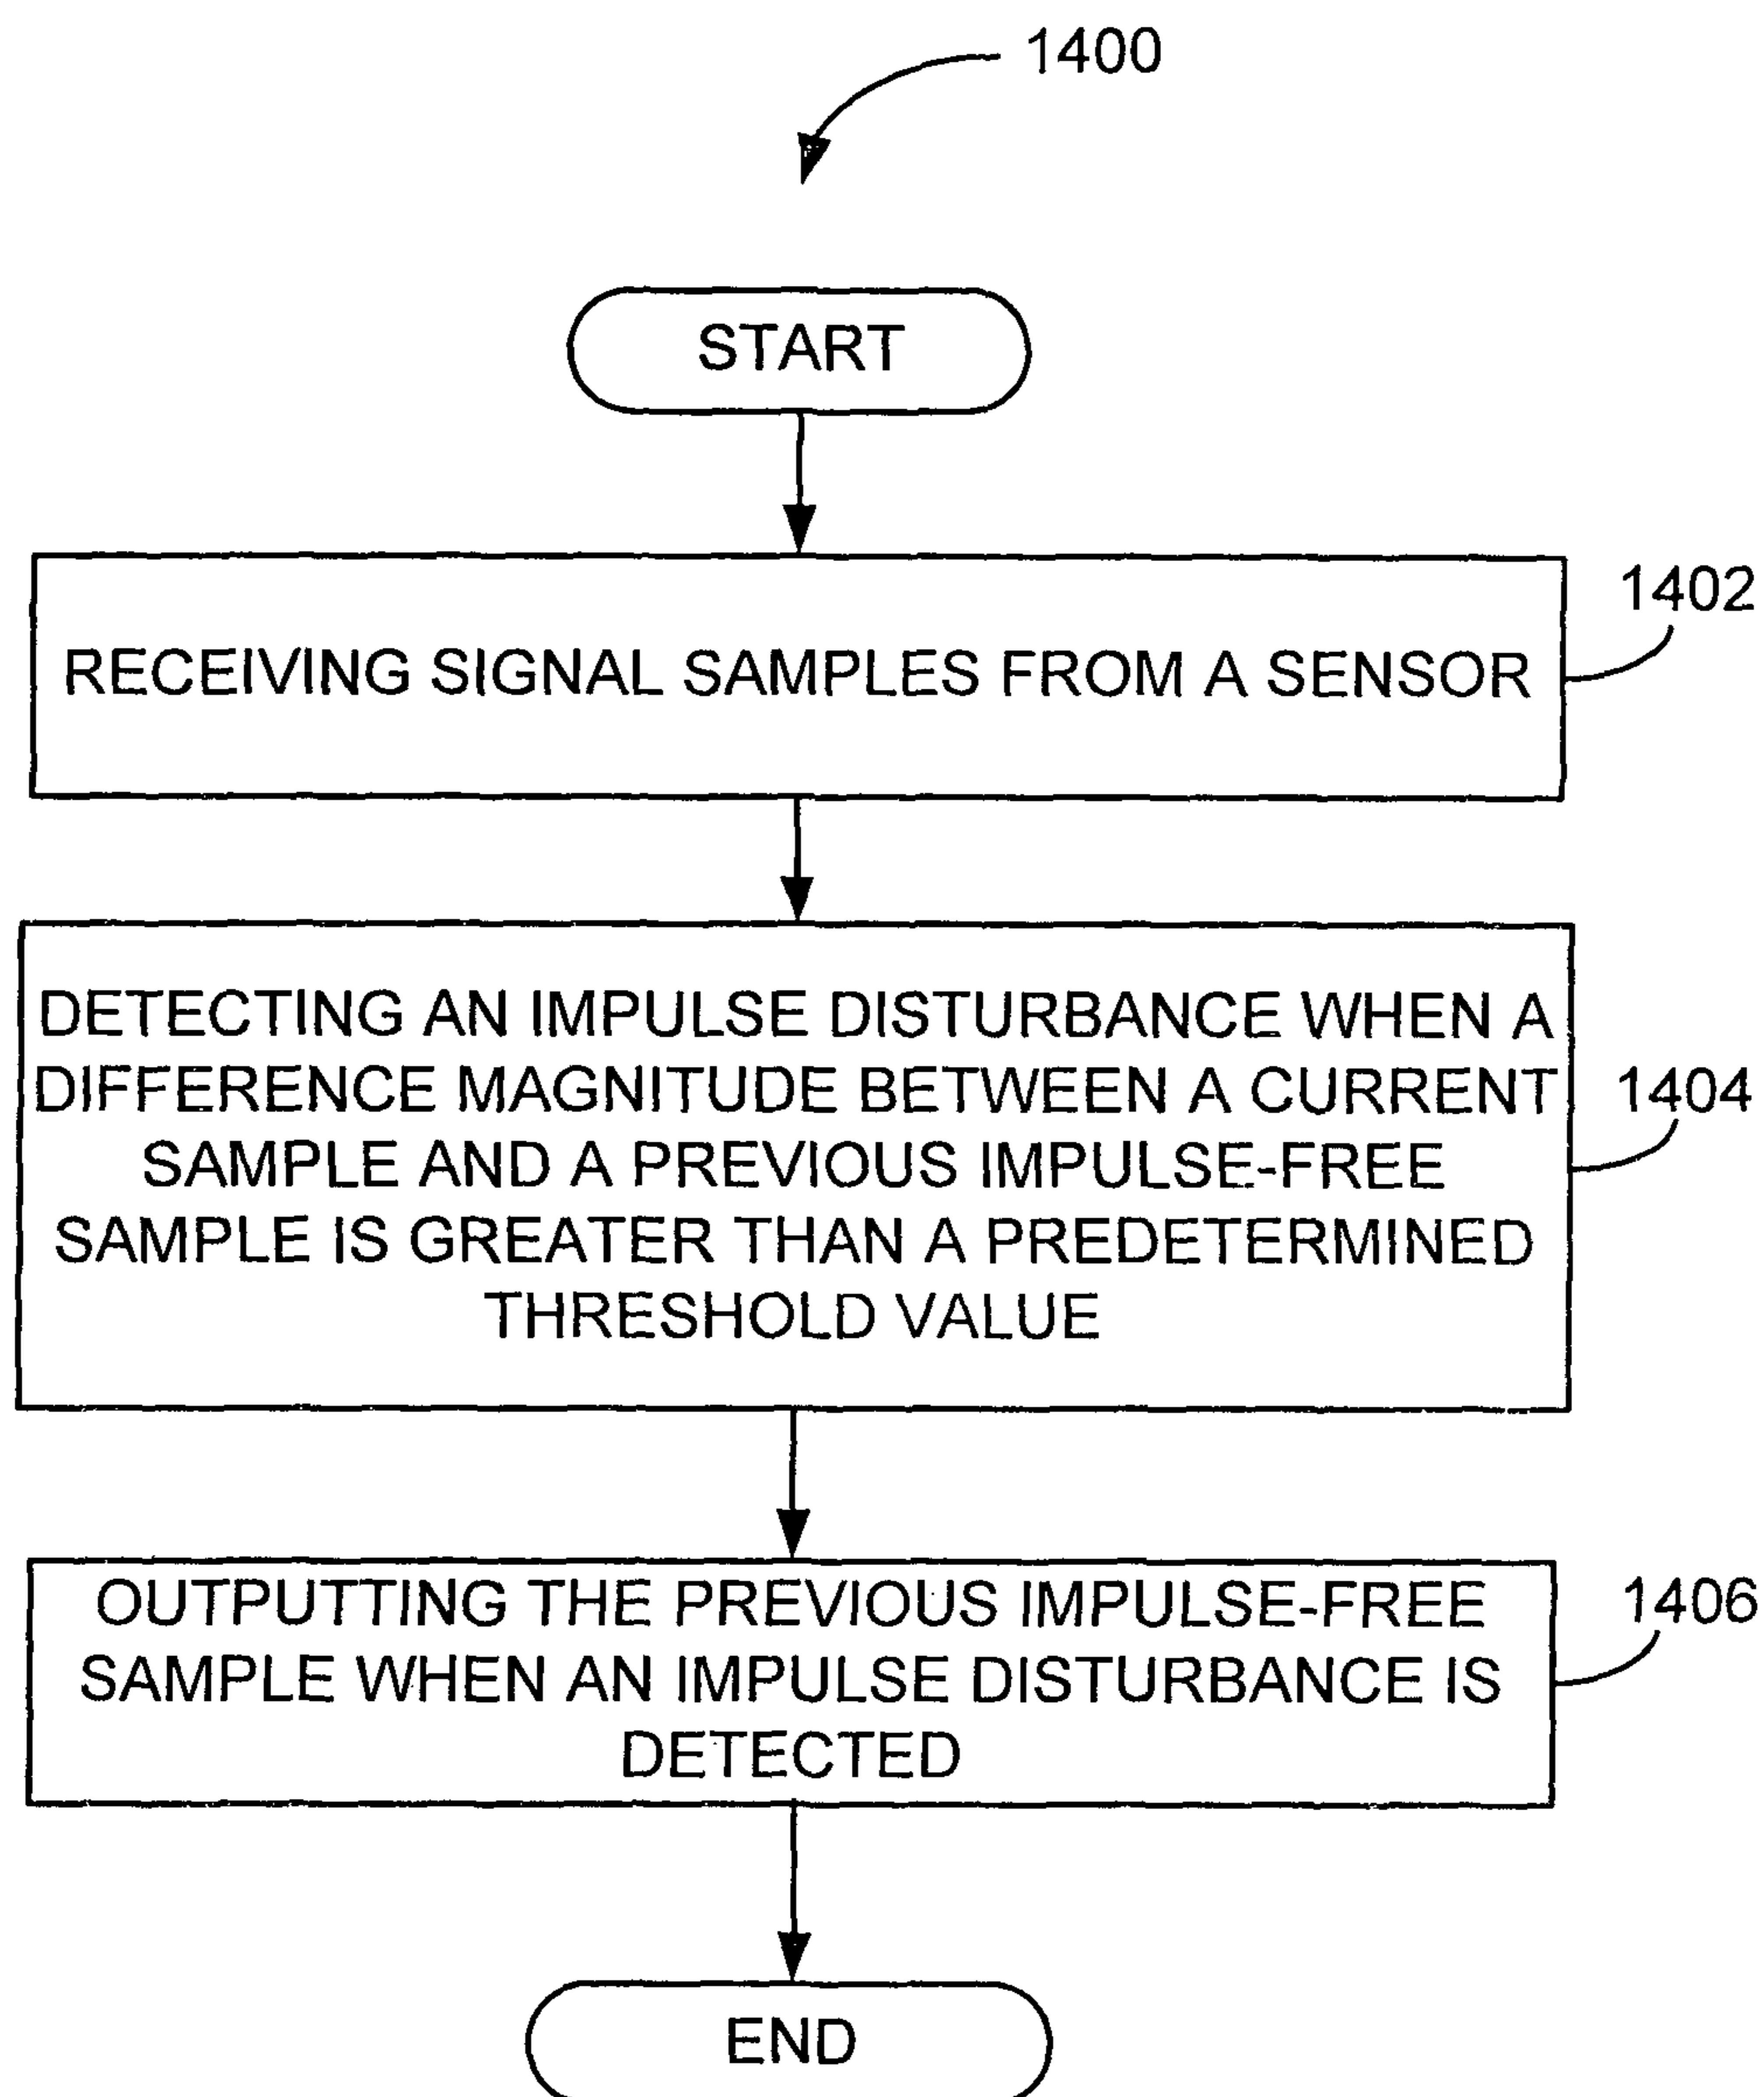 1400
START
1402
RECEIVING SIGNAL SAMPLES FROM A SENSOR
DETECTING AN IMPULSE DISTURBANCE WHEN A
DIFFERENCE MAGNITUDE BETWEEN A CURRENT
1404
SAMPLE AND A PREVIOUS IMPULSE-FREE
SAMPLE IS GREATER THAN A PREDETERMINED
THRESHOLD VALUE
OUTPUTTING THE PREVIOUS IMPULSE-FREE
1406
SAMPLE WHEN AN IMPULSE DISTURBANCE IS
DETECTED
END